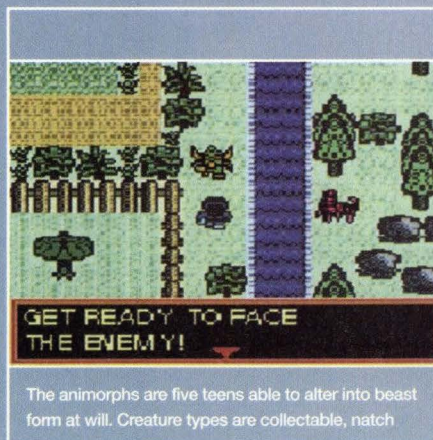 GET READY TO FACE
THE ENEMY!
The animorphs are five teens able to alter into beast
form at will. Creature types are collectable, natch